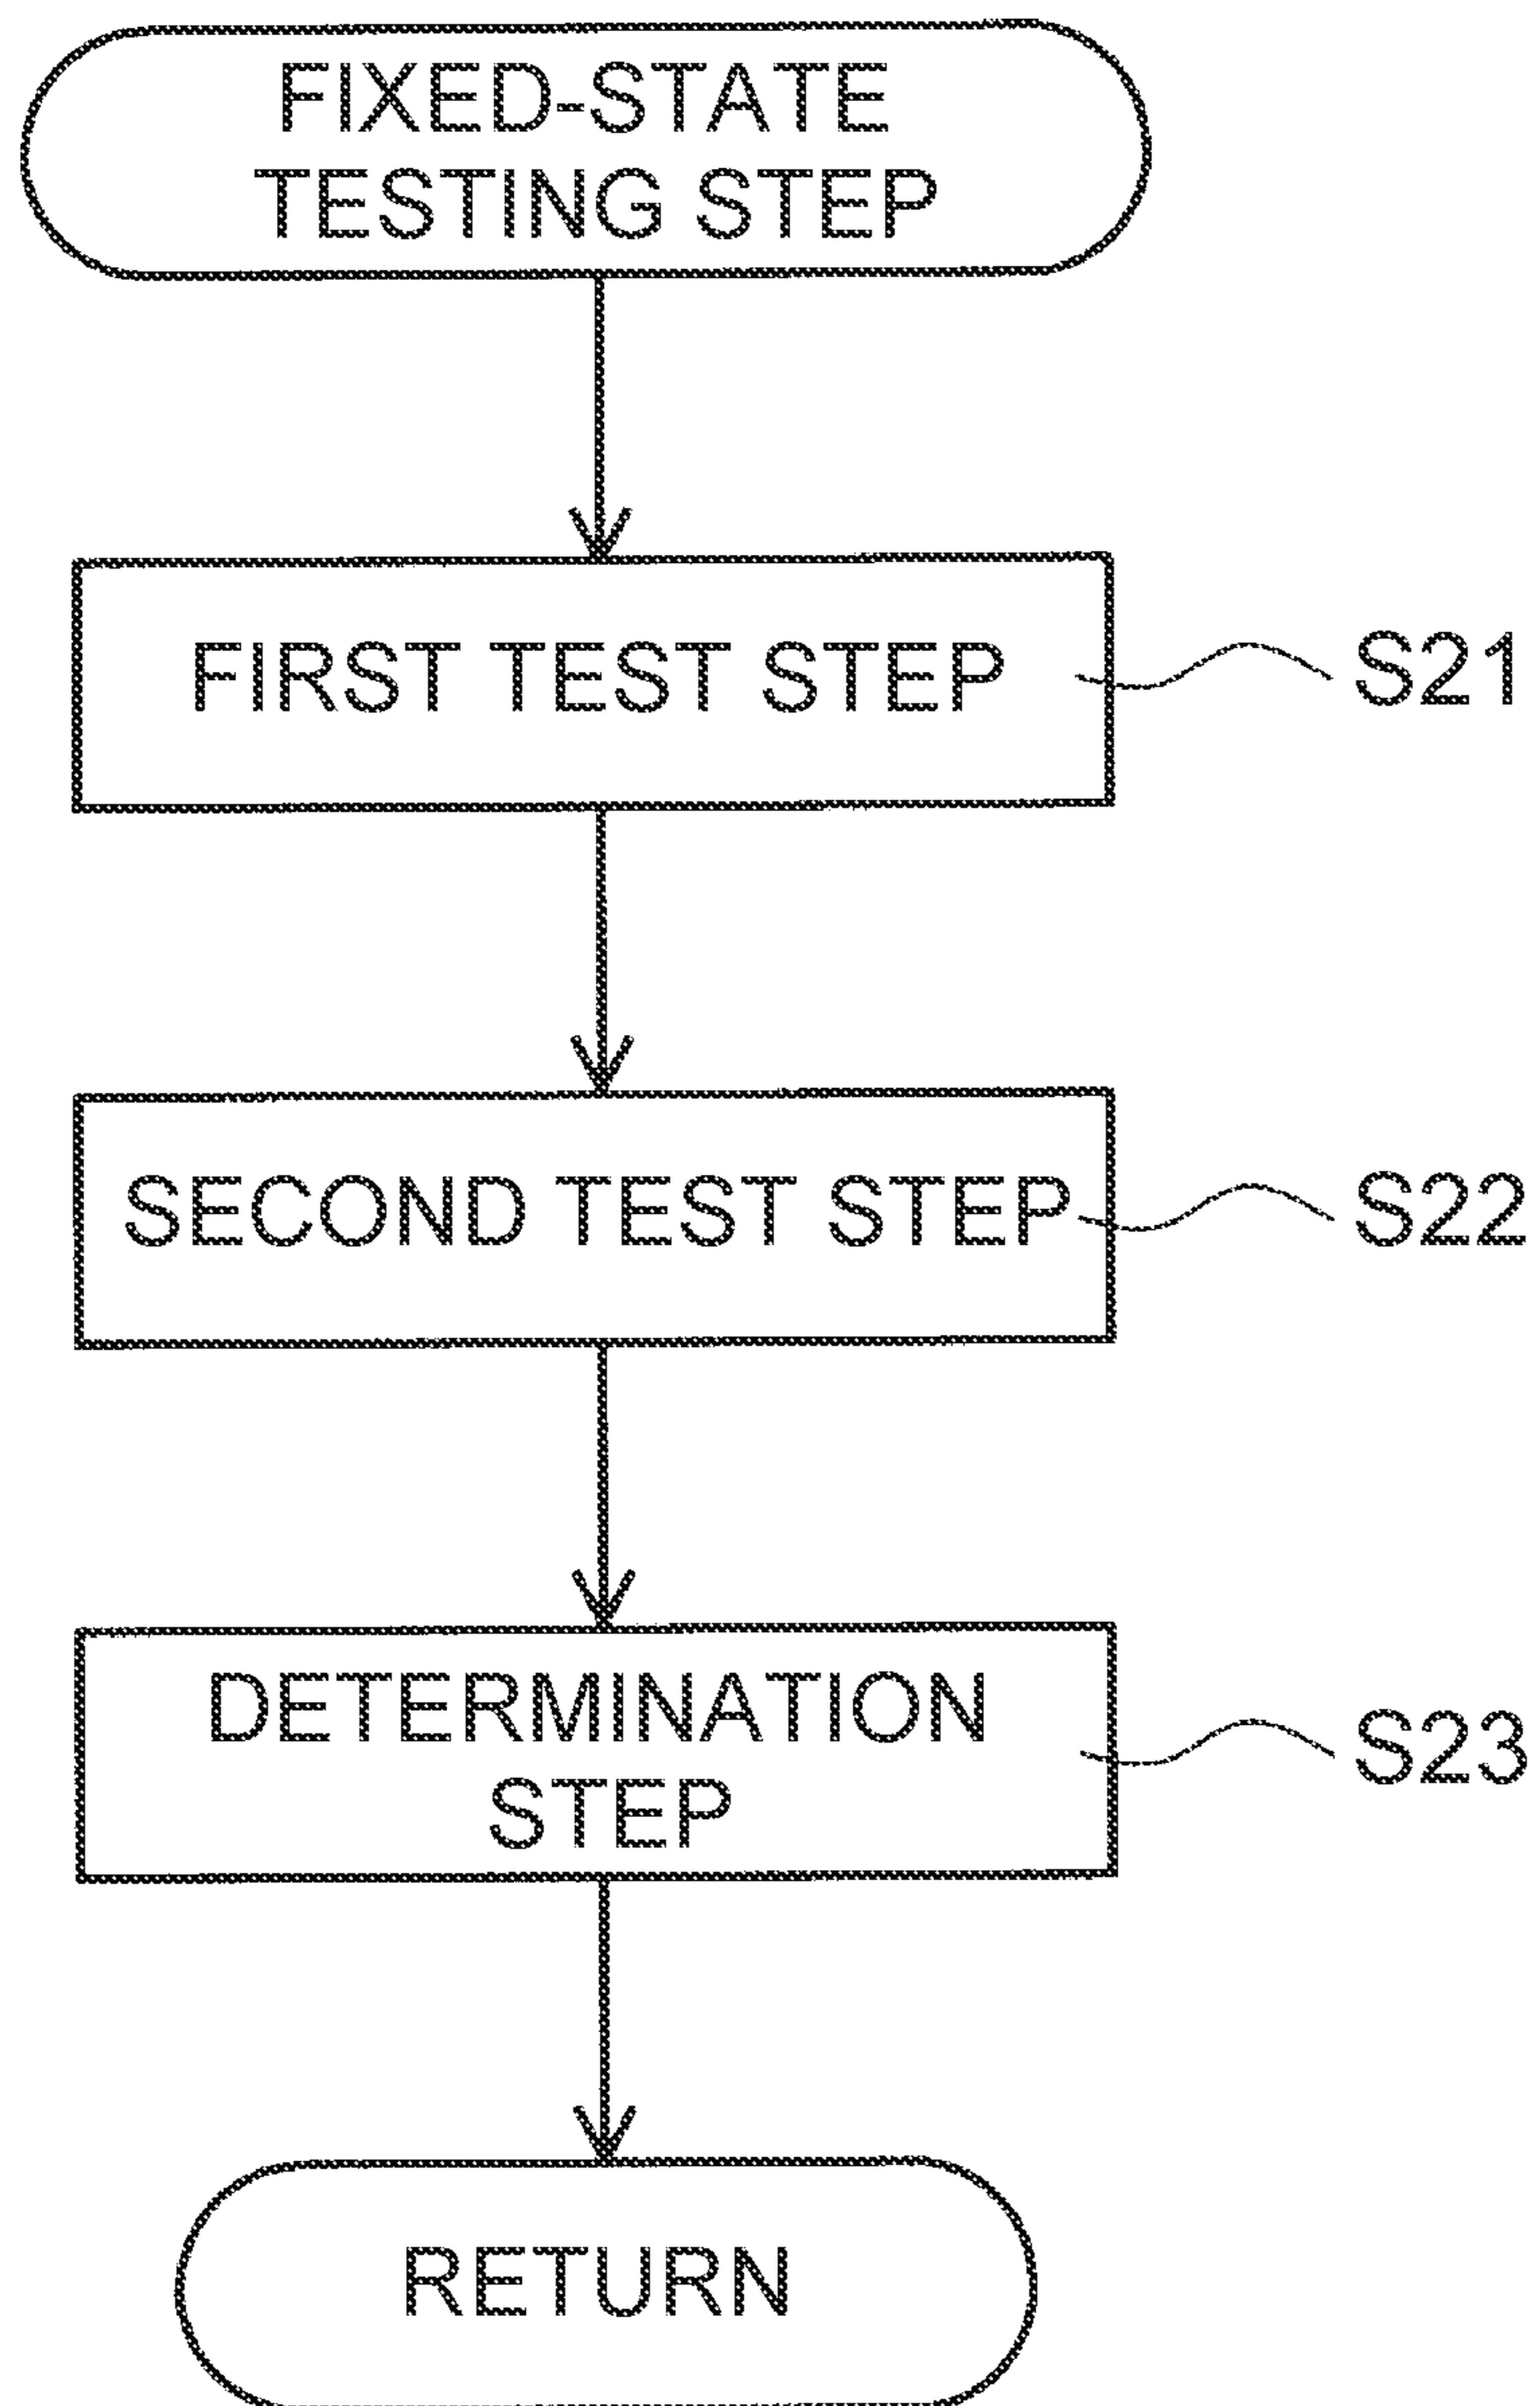 FIXED-STATE
TESTING STEP
FIRST TEST STEP
S21
SECOND TEST STEP
S22
DETERMINATION
STEP
S23
RETURN